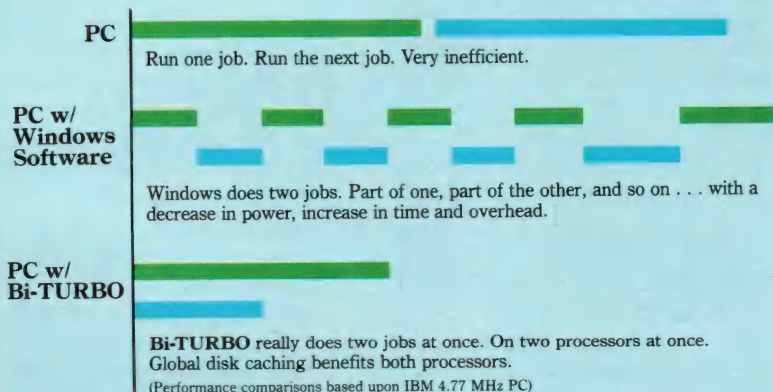 PC
Run one job. Run the next job. Very inefficient.
PC w/
Windows
Software
Windows does two jobs. Part of one, part of the other, and so on . . . with a
decrease in power, increase in time and overhead.
PC w/
Bi-TURBO
Bi-TURBO really does two jobs at once. On two processors at once.
Global disk caching benefits both processors.
(Performance comparisons based upon IBM 4.77 MHz PC)